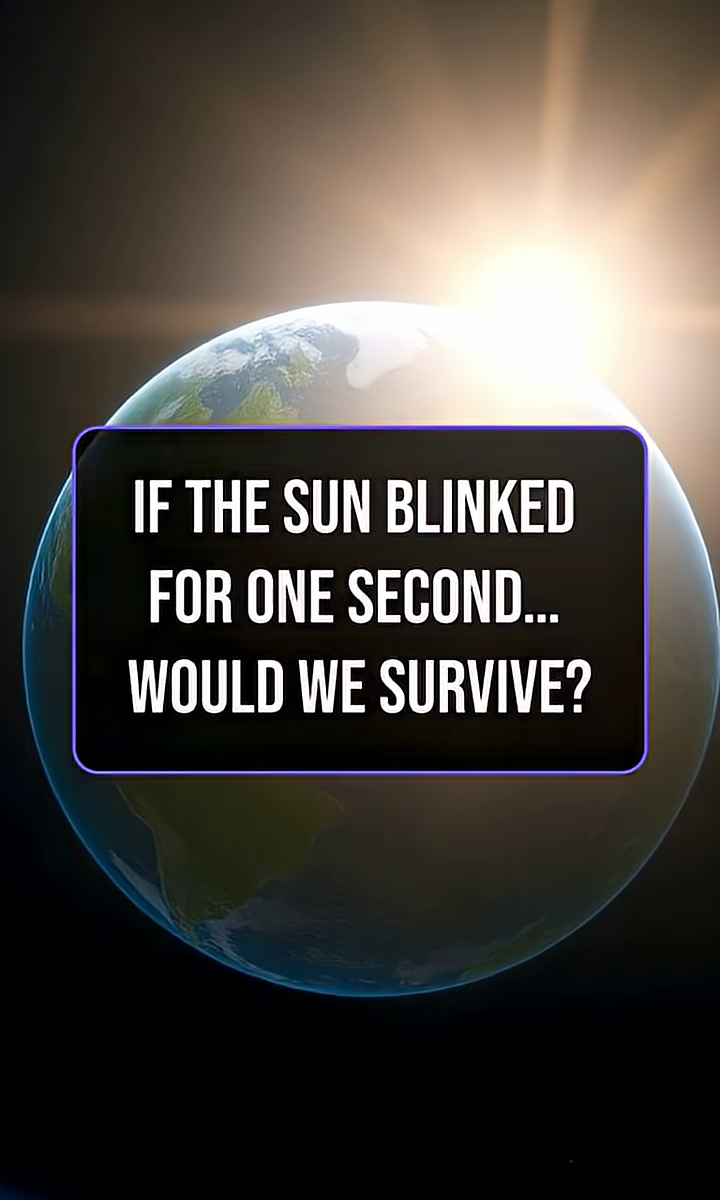 IF THE SUN BLINKED
FOR ONE SECOND...
WOULD WE SURVIVE?